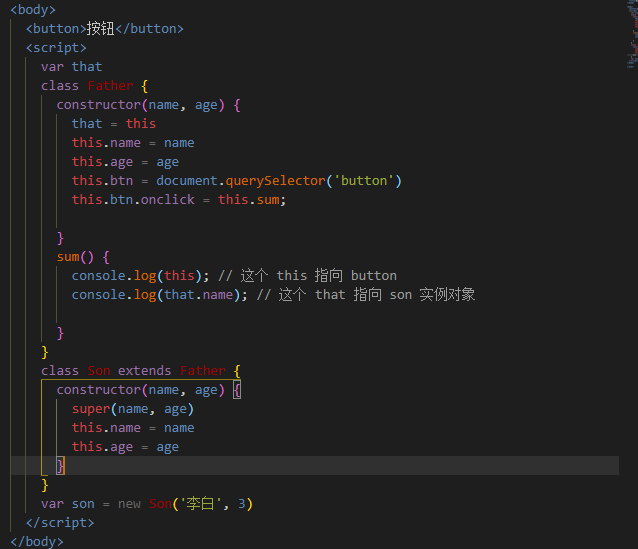 <body>
<button>按钮</button>
<script>
var that
class Father {
constructor(name, age) {
that = this
this.name = name
this.age = age
this.btn = document.querySelector('button')
this.btn.onclick = this.sum;
}
sum() {
console.log(this); // 这个 this 指向 button
console.log(that.name); // 这个 that 指向 son 实例对象
}
}
class Son extends Father {
constructor(name, age) {
super(name, age)
this.name = name
this.age = age
}
}
var son = new Son('李白', 3)
</script>
</body>